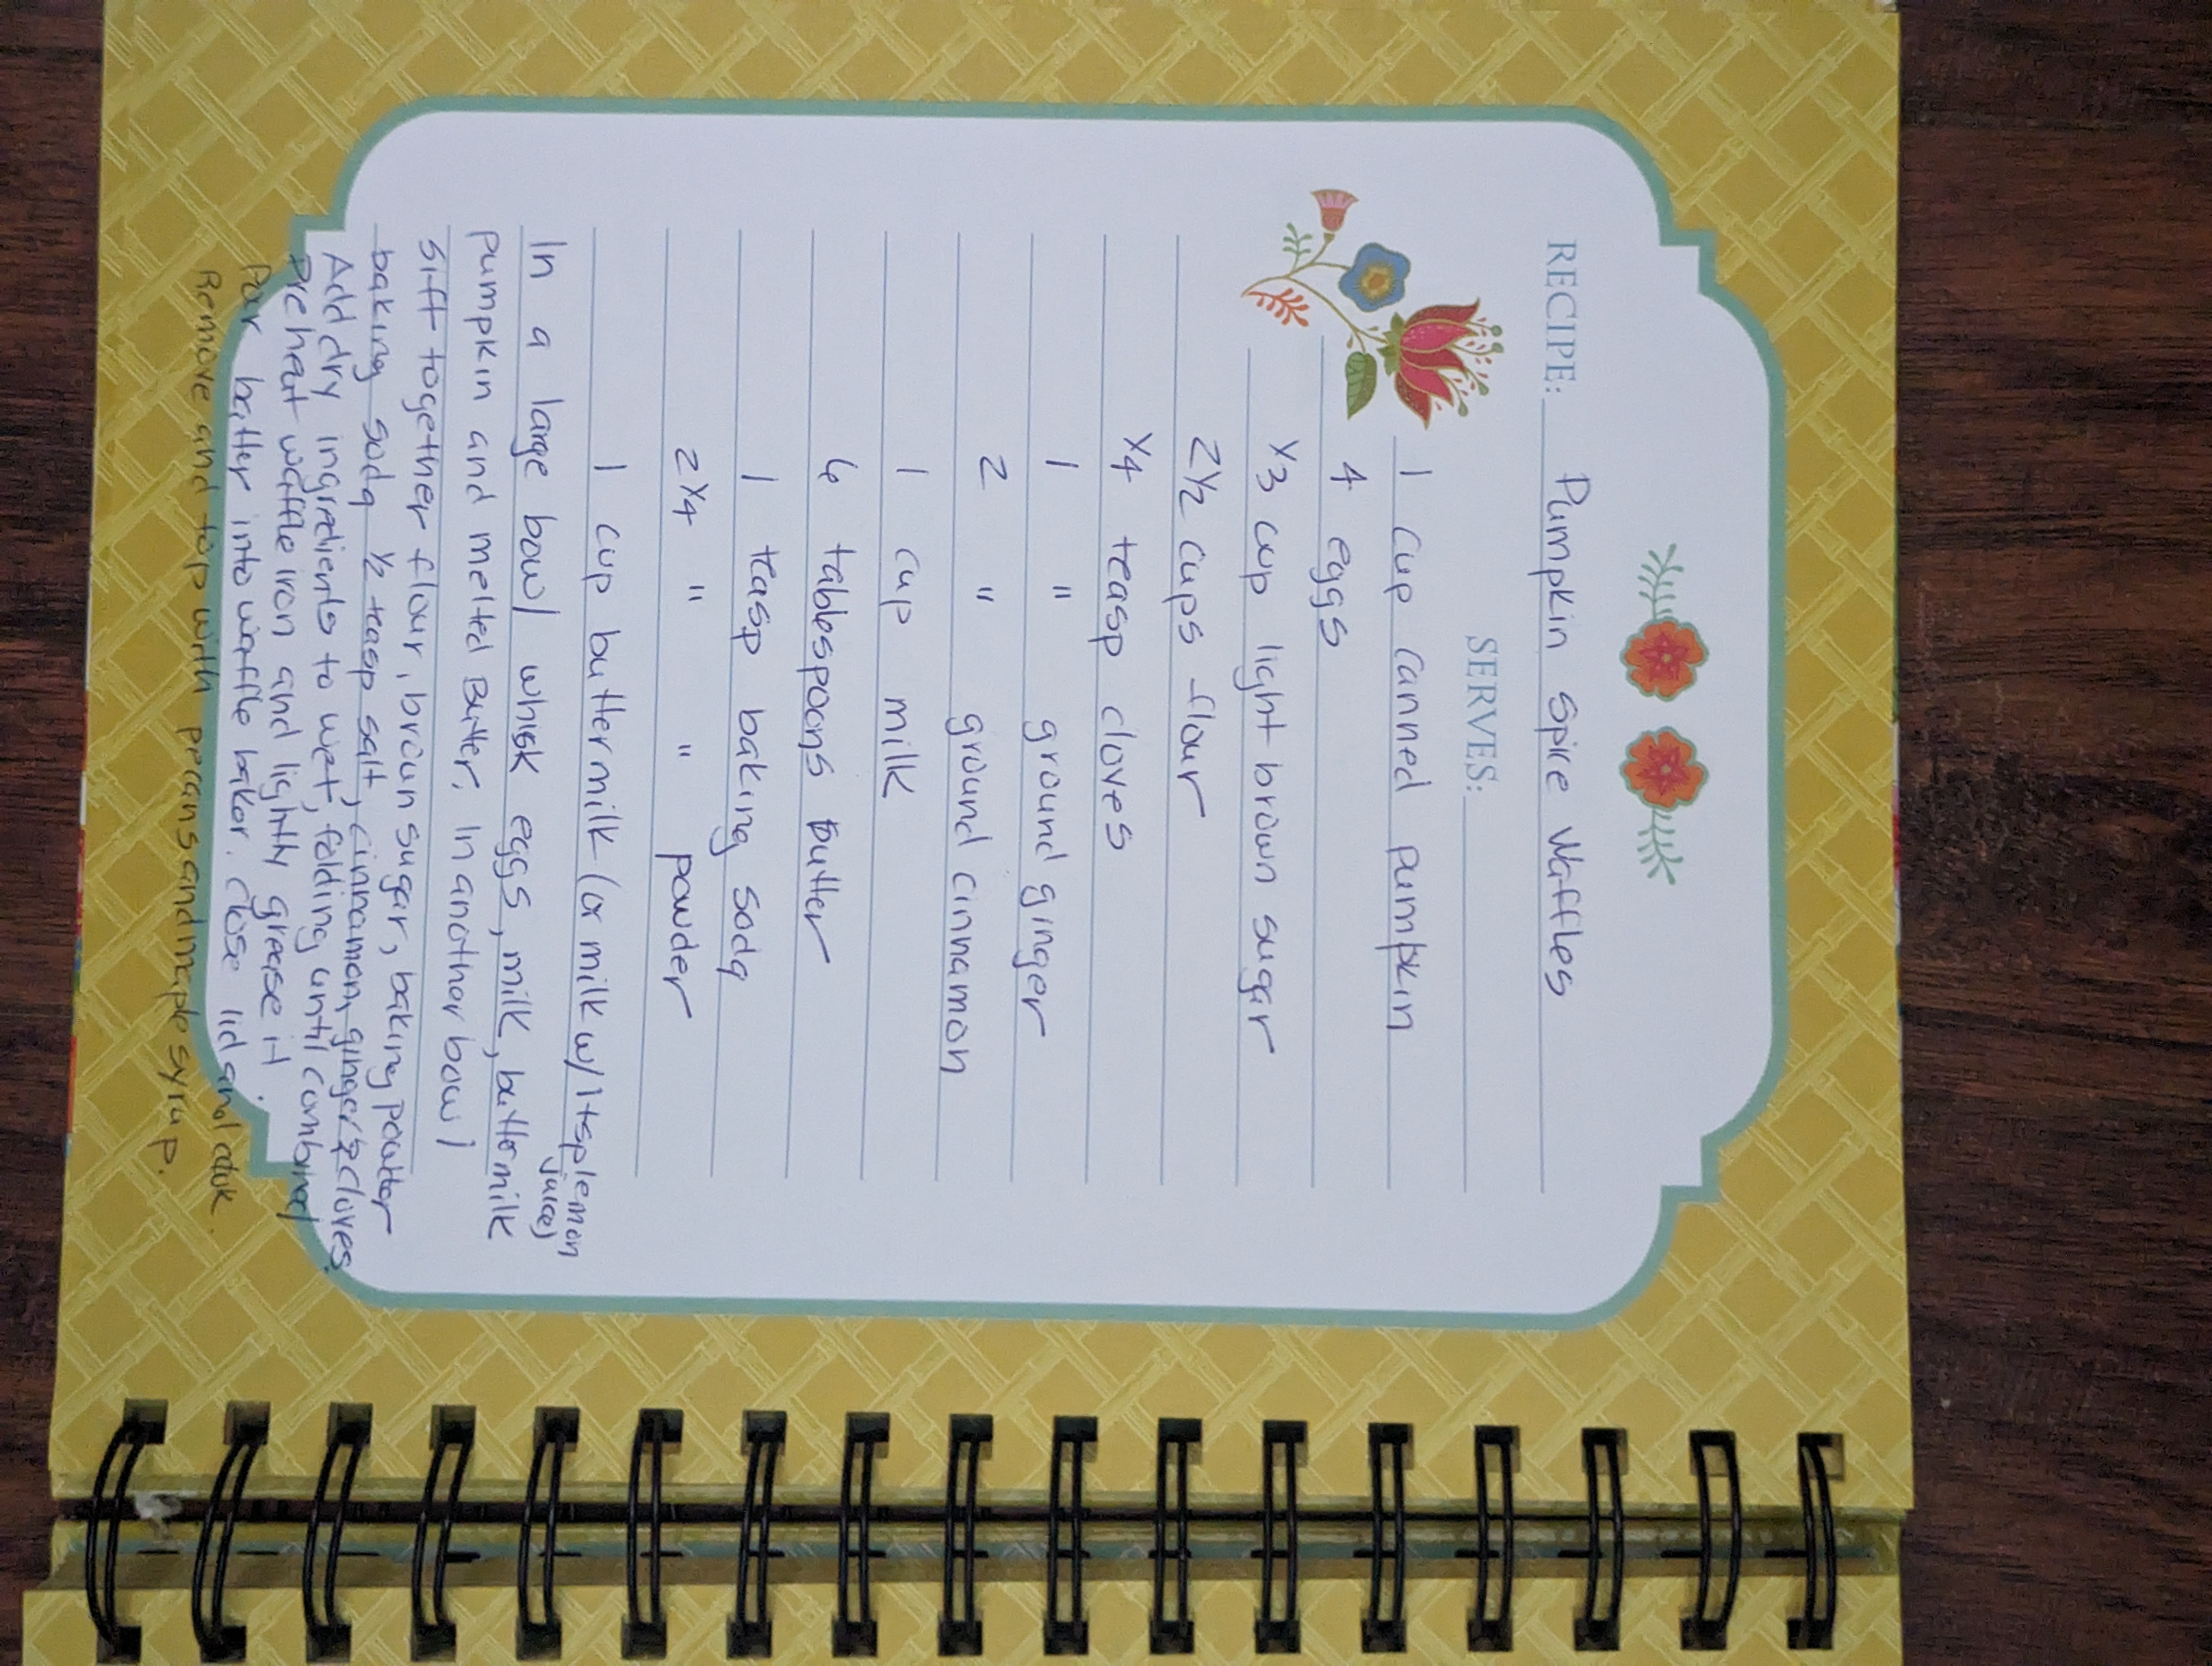 RECIPE: Pumpkin Spice Waffles
SERVES:
1 cup canned pumpkin
4 eggs
1/3 cup light brown sugar
2 1/2 cups flour
1/4 teasp cloves
1 " ground ginger
2 " ground cinnamon
1 cup milk
6 tablespoons butter
1 teasp baking soda
2 1/4 " " powder
1 cup buttermilk (or milk w/ 1 tsp lemon
juice)
In a large bowl whisk eggs, milk, buttermilk
pumpkin and melted Butter. In another bowl
sift together flour, brown sugar, baking powder
baking soda 1/2 teasp salt, cinnamon, ginger & cloves.
Add dry ingredients to wet, folding until combined
Preheat waffle iron and lightly grease it.
Pour batter into waffle baker. close lid and
Remove and top with pecans and maple syrup.